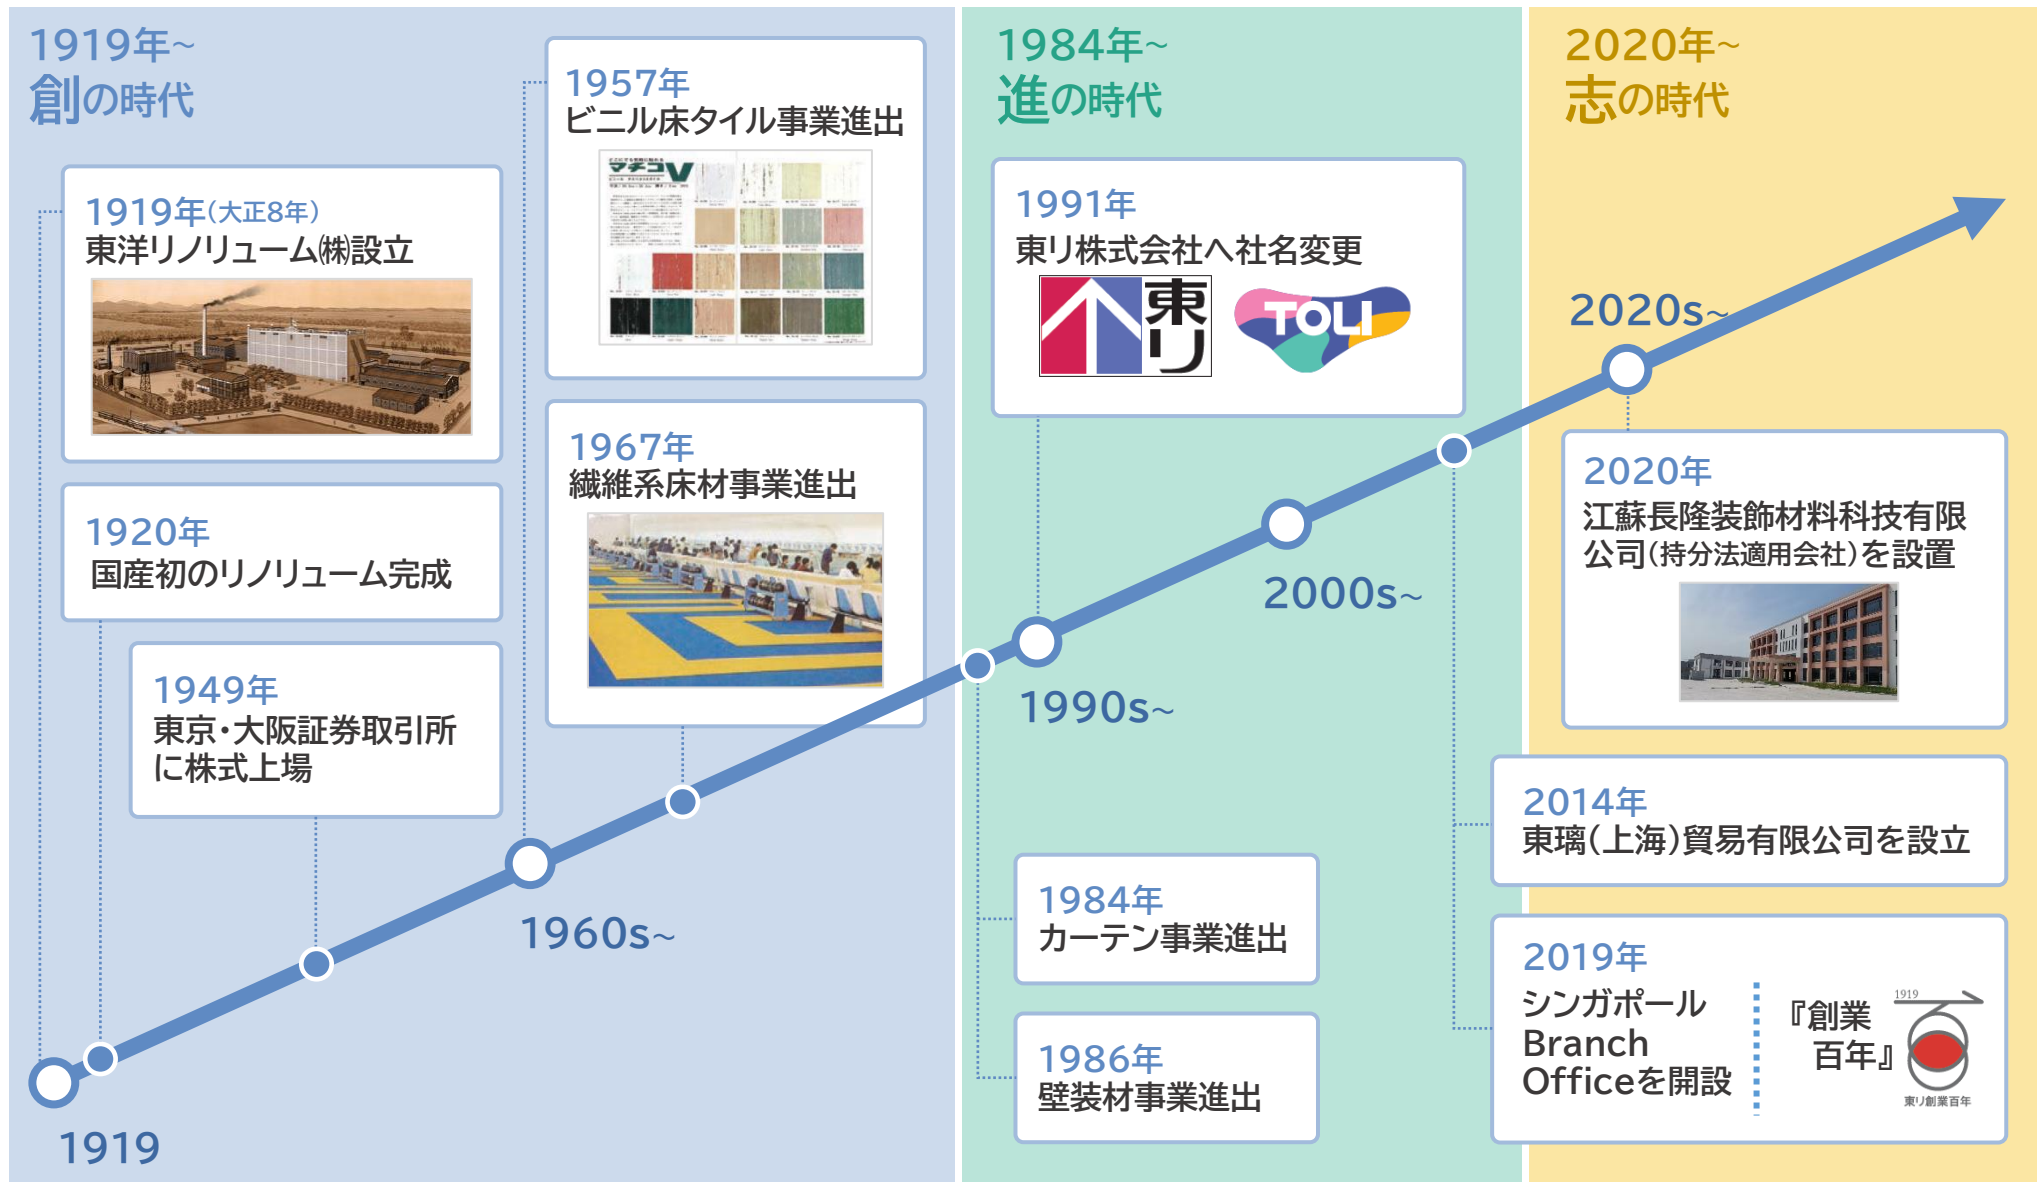 1919年~
創の時代
1919年(大正8年)
東洋リノリューム㈱設立
1920年
国産初のリノリューム完成
1949年
東京・大阪証券取引所
に株式上場
1957年
ビニル床タイル事業進出
マチコV
1967年
繊維系床材事業進出
1919
1960s~
1984年~
進の時代
1991年
東リ株式会社へ社名変更
東リ
TOLI
1990s~
2000s~
1984年
カーテン事業進出
1986年
壁装材事業進出
2020年~
志の時代
2020s~
2020年
江蘇長隆装飾材料科技有限
公司(持分法適用会社)を設置
2014年
東璃(上海)貿易有限公司を設立
2019年
シンガポール
Branch
Officeを開設
『創業
百年』
1919
東リ創業百年